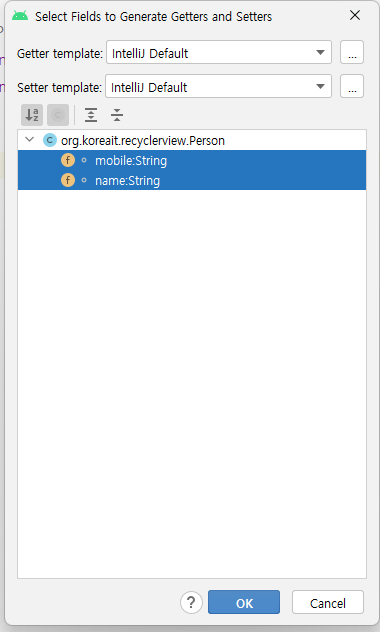 Select Fields to Generate Getters and Setters
Getter template: IntelliJ Default ...
Setter template: IntelliJ Default ...
org.koreait.recyclerview.Person
mobile:String
name:String
? OK Cancel